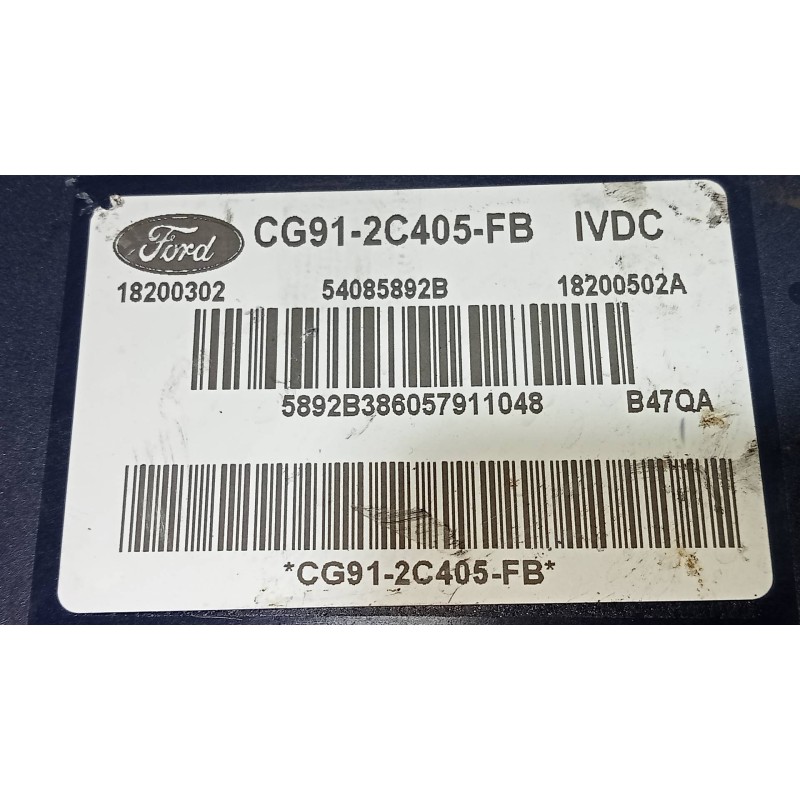 Ford CG91-2C405-FB IVDC
18200302 54085892B 18200502A
5892B386057911048 B47QA
*CG91-2C405-FB*